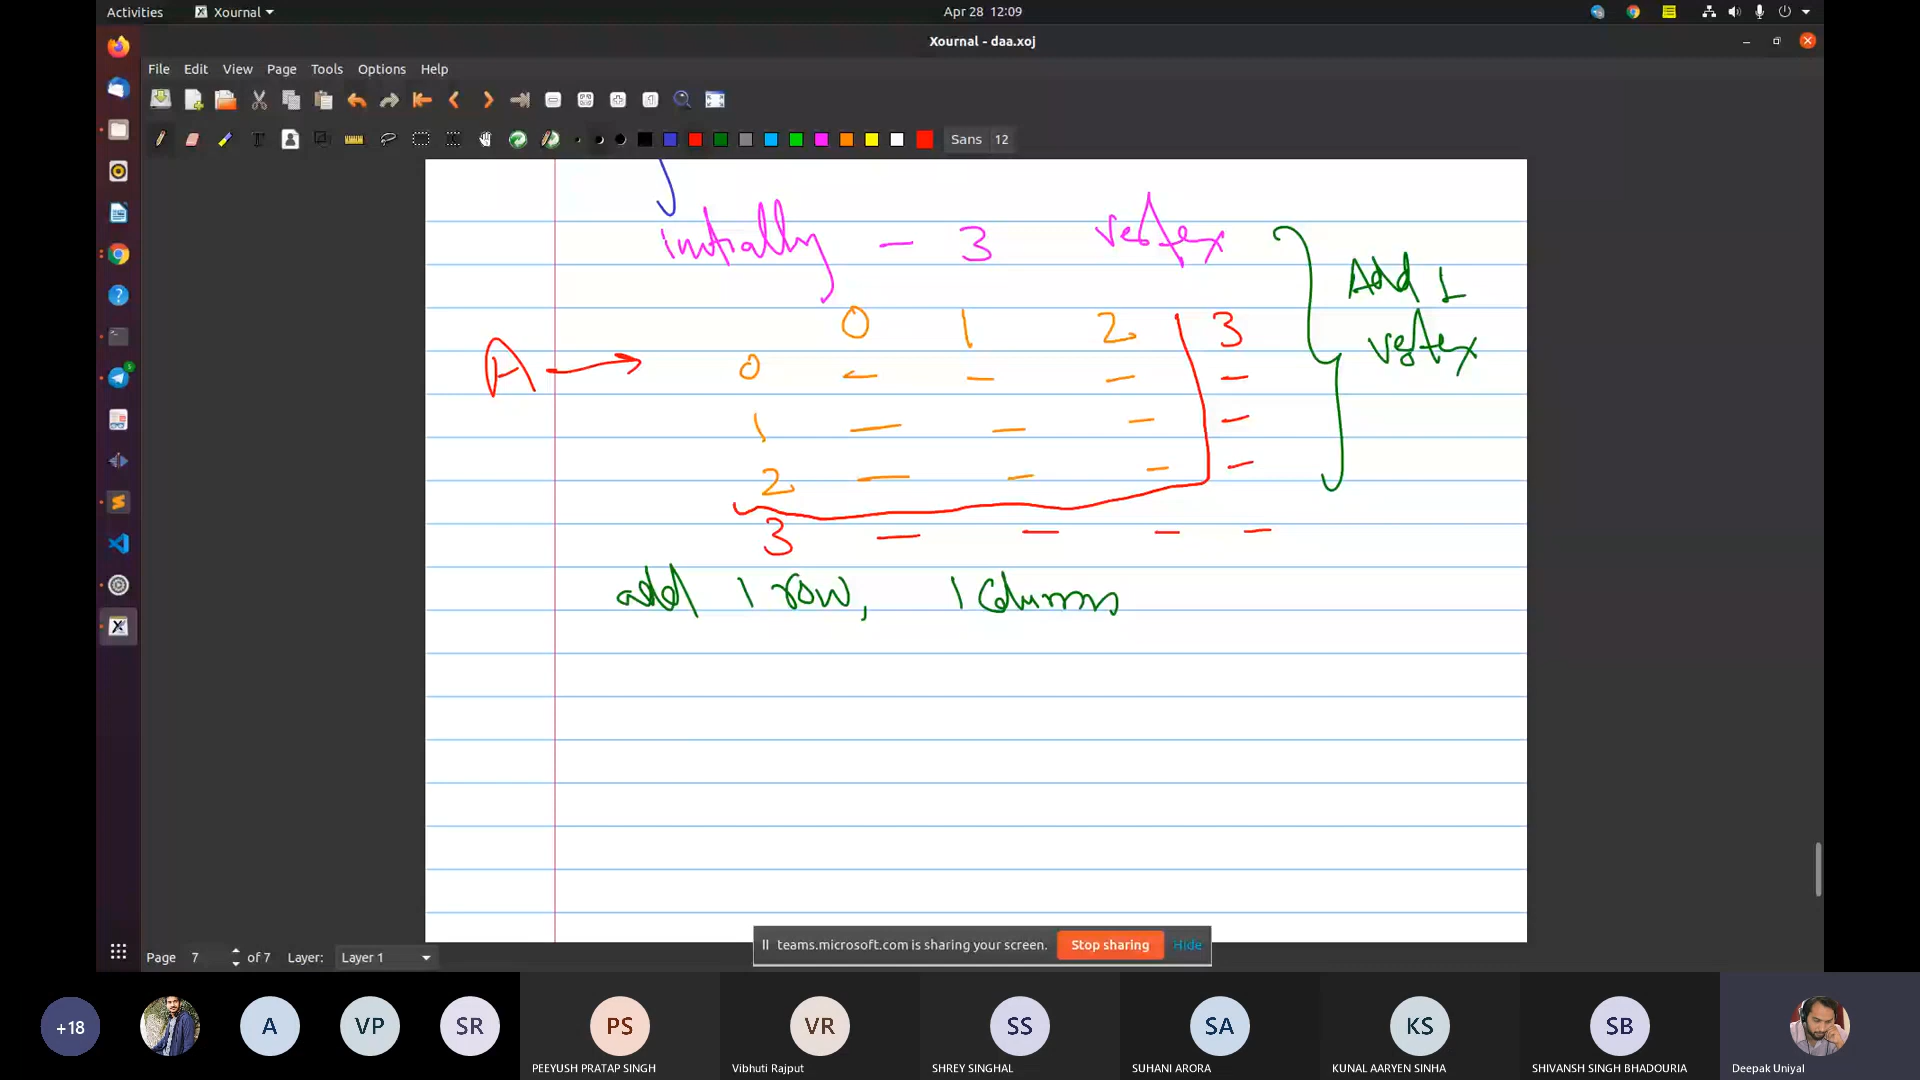 Activities Xournal Apr 28 12:09
Xournal - daa.xoj
File Edit View Page Tools Options Help
Sans 12
initially - 3 vertex
Add 1
vertex
0 1 2 3
A → 0 - - - -
1 - - - -
2 - - - -
3 - - - -
add 1 row, 1 column
teams.microsoft.com is sharing your screen. Stop sharing Hide
Page 7 of 7 Layer: Layer 1
+18 A VP SR PS VR SS SA KS SB
PEEYUSH PRATAP SINGH Vibhuti Rajput SHREY SINGHAL SUHANI ARORA KUNAL AARYEN SINHA SHIVANSH SINGH BHADOURIA Deepak Uniyal